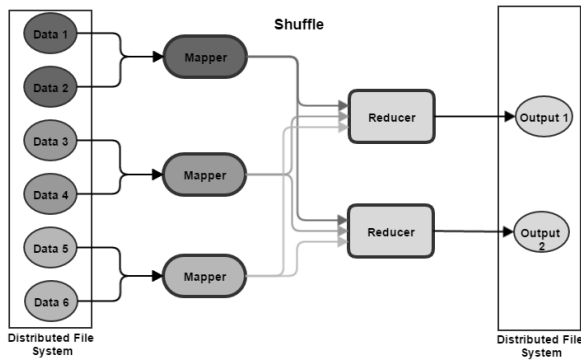 Shuffle
Data 1
Data 2
Data 3
Data 4
Data 5
Data 6
Mapper
Mapper
Mapper
Reducer
Reducer
Output 1
Output
2
Distributed File
System
Distributed File
System